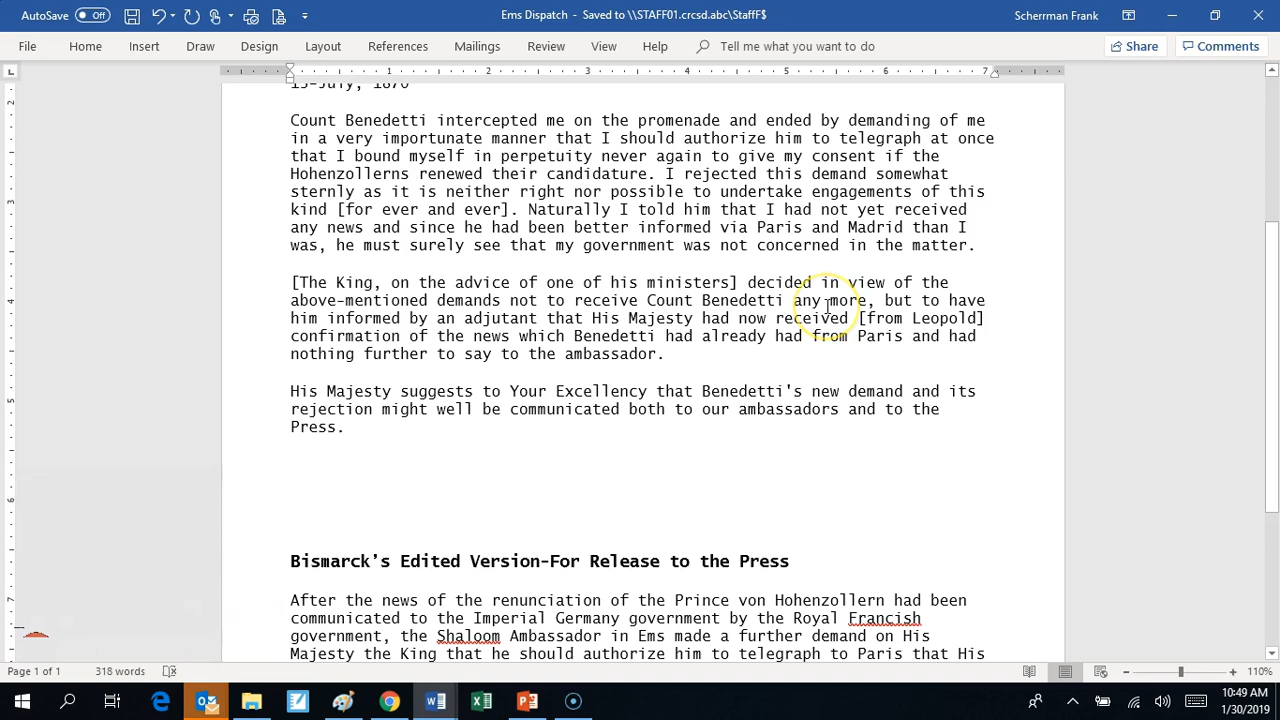 AutoSave Off
Ems Dispatch - Saved to \\STAFF01.crcsd.abc\StaffF$
Scherrman Frank
File Home Insert Draw Design Layout References Mailings Review View Help Tell me what you want to do Share Comments
1 2 3 4 5 6 7
Count Benedetti intercepted me on the promenade and ended by demanding of me
in a very importunate manner that I should authorize him to telegraph at once
that I bound myself in perpetuity never again to give my consent if the
Hohenzollerns renewed their candidature. I rejected this demand somewhat
sternly as it is neither right nor possible to undertake engagements of this
kind [for ever and ever]. Naturally I told him that I had not yet received
any news and since he had been better informed via Paris and Madrid than I
was, he must surely see that my government was not concerned in the matter.
[The King, on the advice of one of his ministers] decided in view of the
above-mentioned demands not to receive Count Benedetti any more, but to have
him informed by an adjutant that His Majesty had now received [from Leopold]
confirmation of the news which Benedetti had already had from Paris and had
nothing further to say to the ambassador.
His Majesty suggests to Your Excellency that Benedetti's new demand and its
rejection might well be communicated both to our ambassadors and to the
Press.
Bismarck’s Edited Version-For Release to the Press
After the news of the renunciation of the Prince von Hohenzollern had been
communicated to the Imperial Germany government by the Royal Francish
government, the Shaloom Ambassador in Ems made a further demand on His
Majesty the King that he should authorize him to telegraph to Paris that His
2
3
4
5
6
7
Page 1 of 1 318 words
110%
10:49 AM
1/30/2019